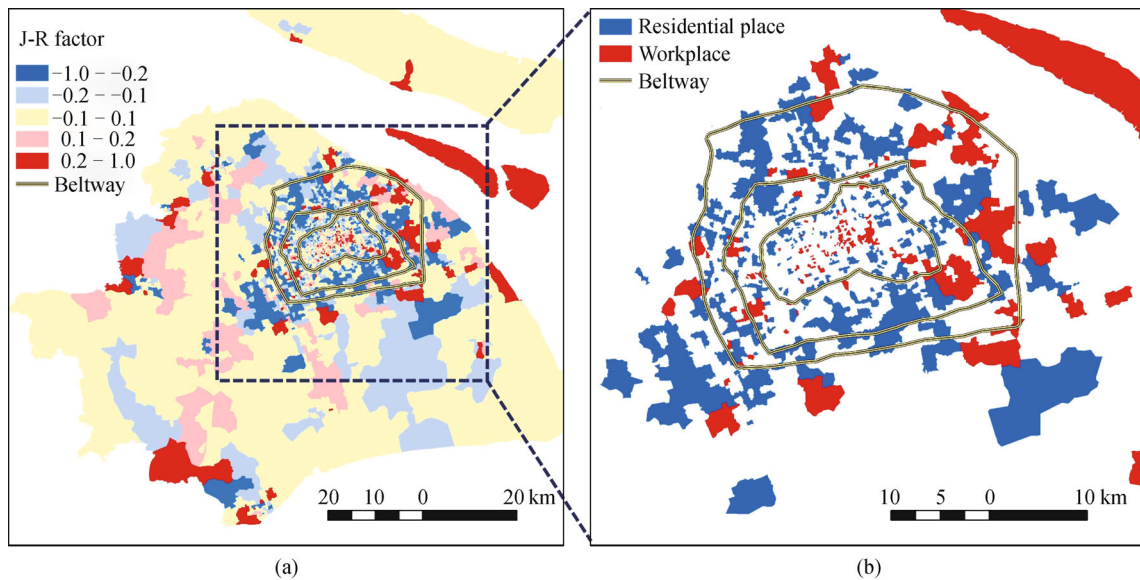 (a)
J-R factor
−1.0 − −0.2
−0.2 − −0.1
−0.1 − 0.1
0.1 − 0.2
0.2 − 1.0
Beltway
20 10 0 20 km
(b)
Residential place
Workplace
Beltway
10 5 0 10 km
(a)
(b)